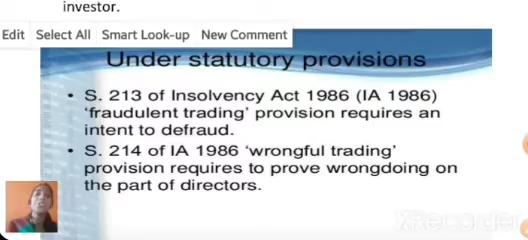 investor.
Edit Select All Smart Look-up New Comment
Under statutory provisions
• S. 213 of Insolvency Act 1986 (IA 1986)
‘fraudulent trading’ provision requires an
intent to defraud.
• S. 214 of IA 1986 ‘wrongful trading’
provision requires to prove wrongdoing on
the part of directors.
XRecorder